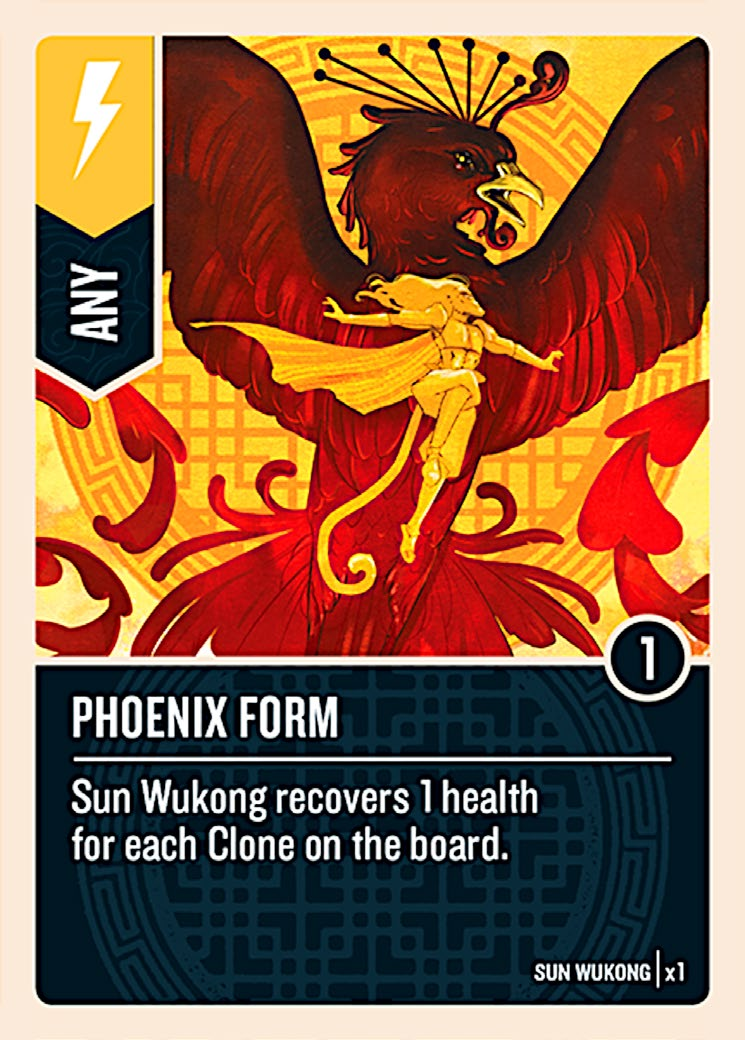 ANY
1
PHOENIX FORM
Sun Wukong recovers 1 health
for each Clone on the board.
SUN WUKONG | x1